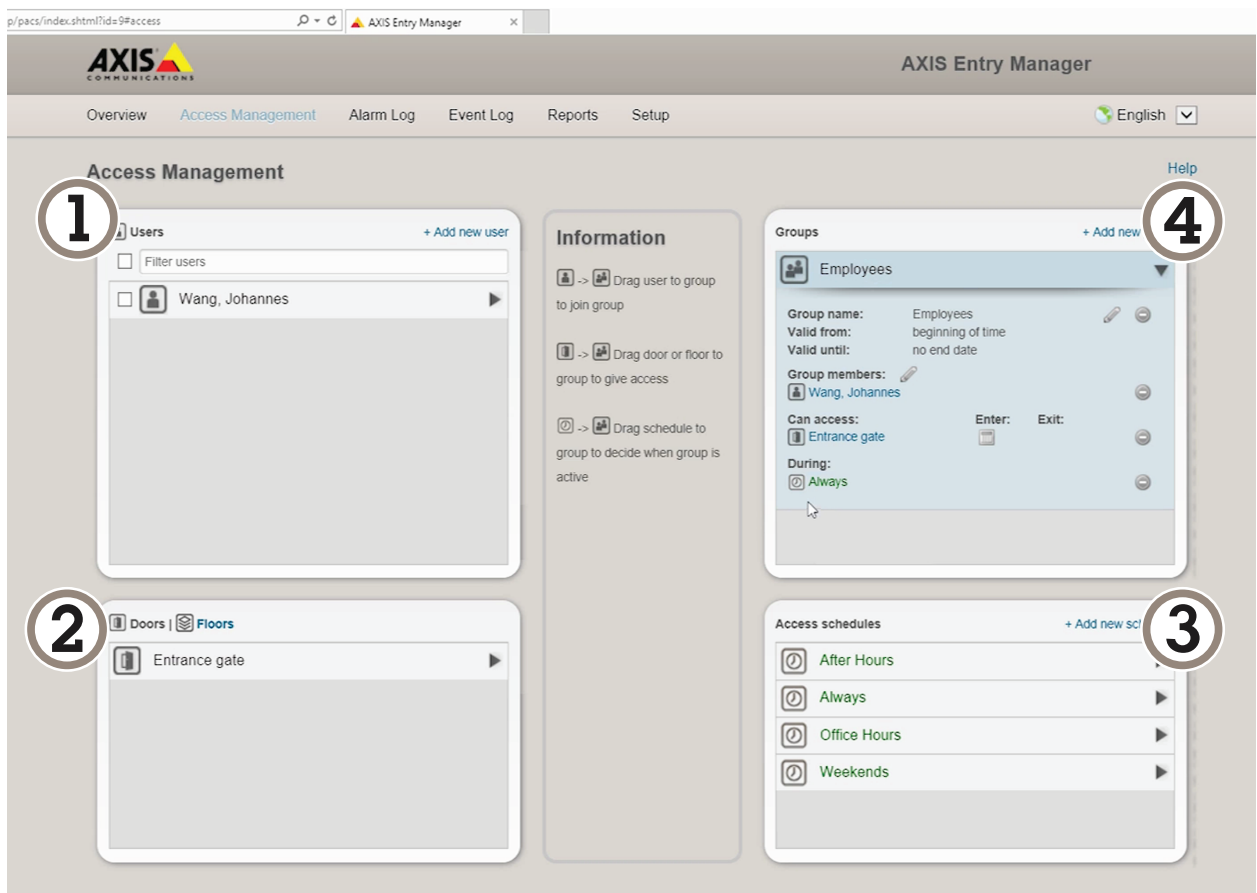 p/pacs/index.shtml?id=9#access
AXIS Entry Manager
AXIS
COMMUNICATIONS
AXIS Entry Manager
Overview Access Management Alarm Log Event Log Reports Setup
English
Access Management
Help
1
Users
+ Add new user
Filter users
Wang, Johannes
Information
-> Drag user to group
to join group
-> Drag door or floor to
group to give access
-> Drag schedule to
group to decide when group is
active
4
Groups
+ Add new
Employees
Group name: Employees
Valid from: beginning of time
Valid until: no end date
Group members:
Wang, Johannes
Can access: Enter: Exit:
Entrance gate
During:
Always
2
Doors | Floors
Entrance gate
3
Access schedules
+ Add new
After Hours
Always
Office Hours
Weekends